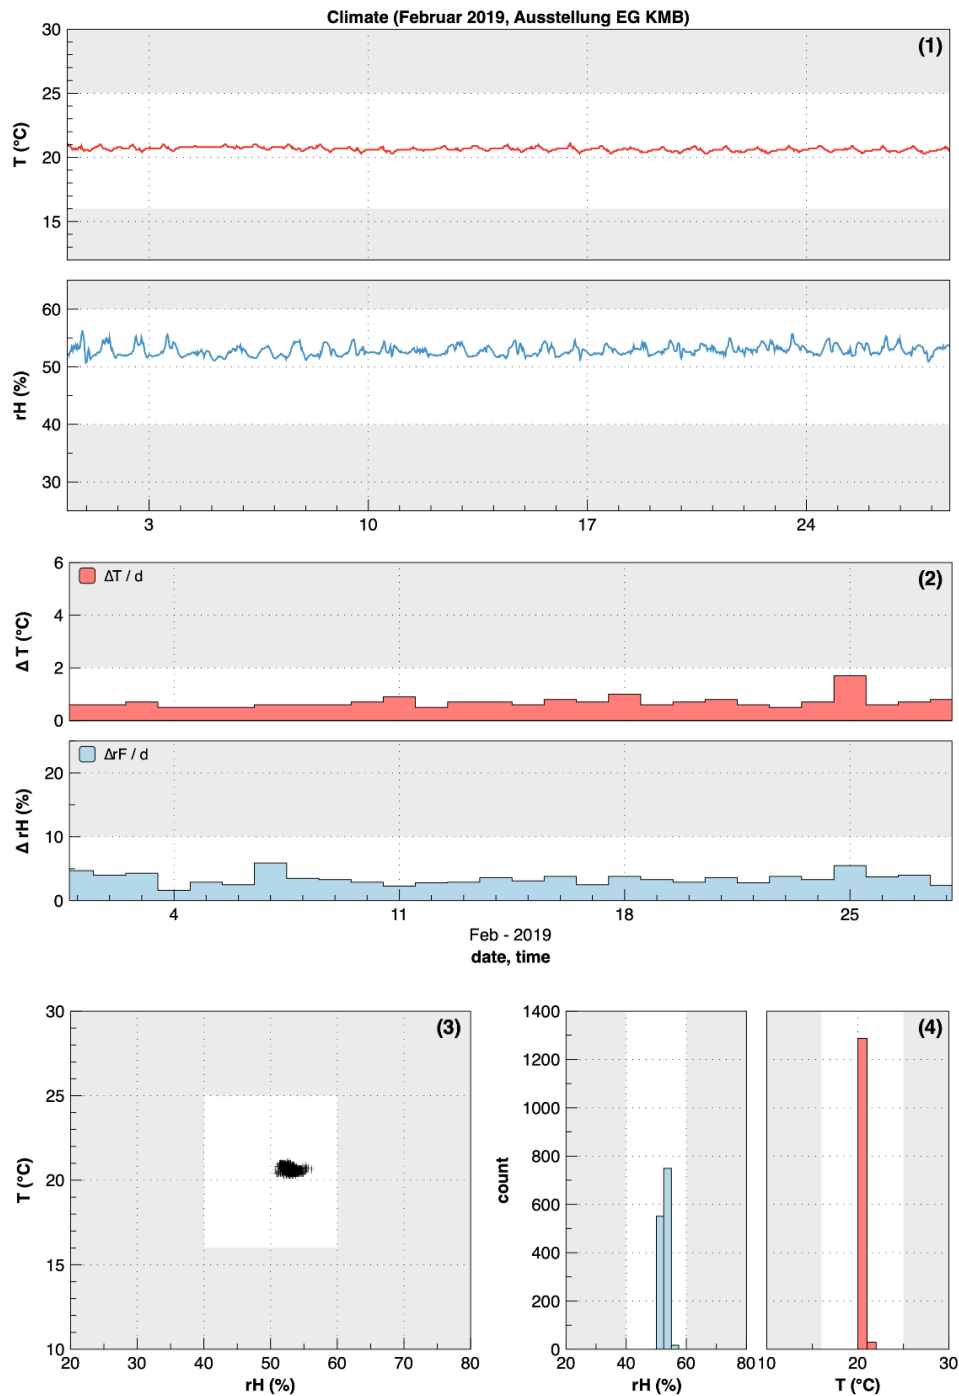 Climate (Februar 2019, Ausstellung EG KMB)
(1)
T (°C)
30
25
20
15
rH (%)
60
50
40
30
3 10 17 24
(2)
ΔT / d
Δ T (°C)
6
4
2
0
ΔrF / d
Δ rH (%)
20
10
0
4 11 18 25
Feb - 2019
date, time
(3)
T (°C)
30
25
20
15
10
20 30 40 50 60 70 80
rH (%)
(4)
count
1400
1200
1000
800
600
400
200
0
20 40 60 80 10 20 30
rH (%) T (°C)